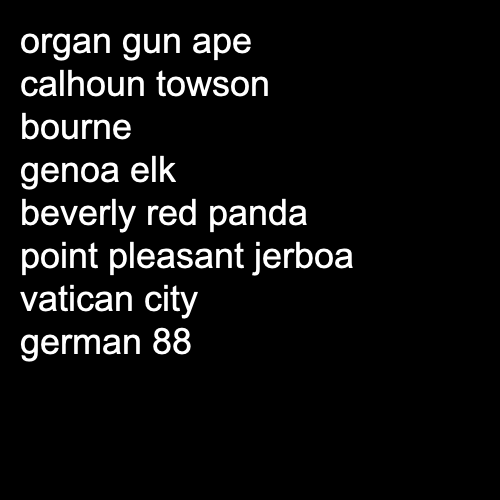 organ gun ape
calhoun towson
bourne
genoa elk
beverly red panda
point pleasant jerboa
vatican city
german 88